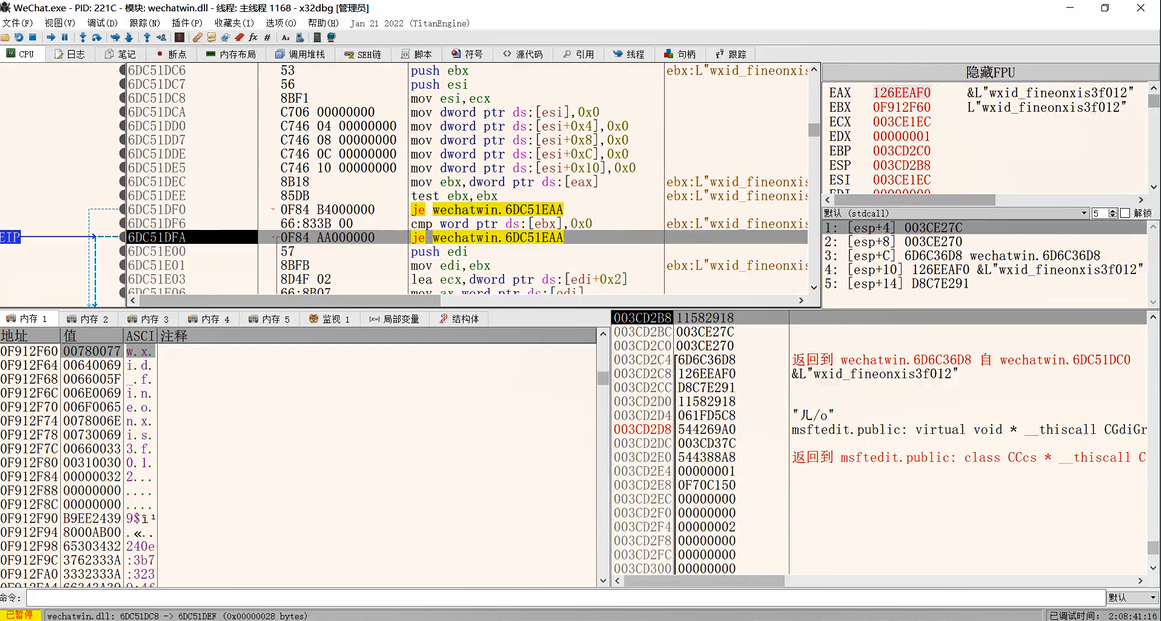 WeChat.exe - PID: 221C - 模块: wechatwin.dll - 线程: 主线程 1168 - x32dbg [管理员]
文件(F) 视图(V) 调试(D) 跟踪(N) 插件(P) 收藏夹(I) 选项(O) 帮助(H) Jan 21 2022 (TitanEngine)
CPU 日志 笔记 断点 内存布局 调用堆栈 SEH链 脚本 符号 源代码 引用 线程 句柄 跟踪
6DC51DC6 53 push ebx ebx:L"wxid_fineonxis
6DC51DC7 56 push esi
6DC51DC8 8BF1 mov esi,ecx
6DC51DCA C706 00000000 mov dword ptr ds:[esi],0x0
6DC51DD0 C746 04 00000000 mov dword ptr ds:[esi+0x4],0x0
6DC51DD7 C746 08 00000000 mov dword ptr ds:[esi+0x8],0x0
6DC51DDE C746 0C 00000000 mov dword ptr ds:[esi+0xC],0x0
6DC51DE5 C746 10 00000000 mov dword ptr ds:[esi+0x10],0x0
6DC51DEC 8B18 mov ebx,dword ptr ds:[eax] ebx:L"wxid_fineonxis
6DC51DEE 85DB test ebx,ebx ebx:L"wxid_fineonxis
6DC51DF0 0F84 B4000000 je wechatwin.6DC51EAA
6DC51DF6 66:833B 00 cmp word ptr ds:[ebx],0x0 ebx:L"wxid_fineonxis
EIP 6DC51DFA 0F84 AA000000 je wechatwin.6DC51EAA
6DC51E00 57 push edi
6DC51E01 8BFB mov edi,ebx ebx:L"wxid_fineonxis
6DC51E03 8D4F 02 lea ecx,dword ptr ds:[edi+0x2]
6DC51E06 66:8B07 mov ax,word ptr ds:[edi]
隐藏FPU
EAX 126EEAF0 &L"wxid_fineonxis3f012"
EBX 0F912F60 L"wxid_fineonxis3f012"
ECX 003CE1EC
EDX 00000001
EBP 003CD2C0
ESP 003CD2B8
ESI 003CE1EC
EDI 00000000
默认 (stdcall) 5 解锁
1: [esp+4] 003CE27C
2: [esp+8] 003CE270
3: [esp+C] 6D6C36D8 wechatwin.6D6C36D8
4: [esp+10] 126EEAF0 &L"wxid_fineonxis3f012"
5: [esp+14] D8C7E291
内存 1 内存 2 内存 3 内存 4 内存 5 监视 1 局部变量 结构体
地址 值 ASCI 注释
0F912F60 00780077 w.x.
0F912F64 00640069 i.d.
0F912F68 0066005F _.f.
0F912F6C 006E0069 i.n.
0F912F70 006F0065 e.o.
0F912F74 0078006E n.x.
0F912F78 00730069 i.s.
0F912F7C 00660033 3.f.
0F912F80 00310030 0.1.
0F912F84 00000032 2...
0F912F88 00000000 ....
0F912F8C 00000000 ....
0F912F90 B9EE2439 9$î¹
0F912F94 8000AB00 .«..
0F912F98 65303432 240e
0F912F9C 3762333A :3b7
0F912FA0 3332333A :323
003CD2B8 11582918
003CD2BC 003CE27C
003CD2C0 003CE270
003CD2C4 6D6C36D8 返回到 wechatwin.6D6C36D8 自 wechatwin.6DC51DC0
003CD2C8 126EEAF0 &L"wxid_fineonxis3f012"
003CD2CC D8C7E291
003CD2D0 11582918
003CD2D4 061FD5C8 "儿/o"
003CD2D8 544269A0 msftedit.public: virtual void * __thiscall CGdiGr
003CD2DC 003CD37C
003CD2E0 544388A8 返回到 msftedit.public: class CCcs * __thiscall C
003CD2E4 00000001
003CD2E8 0F70C150
003CD2EC 00000000
003CD2F0 00000000
003CD2F4 00000002
003CD2F8 00000000
003CD2FC 00000000
003CD300 00000000
命令: 默认
已暂停 wechatwin.dll: 6DC51DC8 -> 6DC51DEF (0x00000028 bytes) 已调试时间: 2:08:41:16